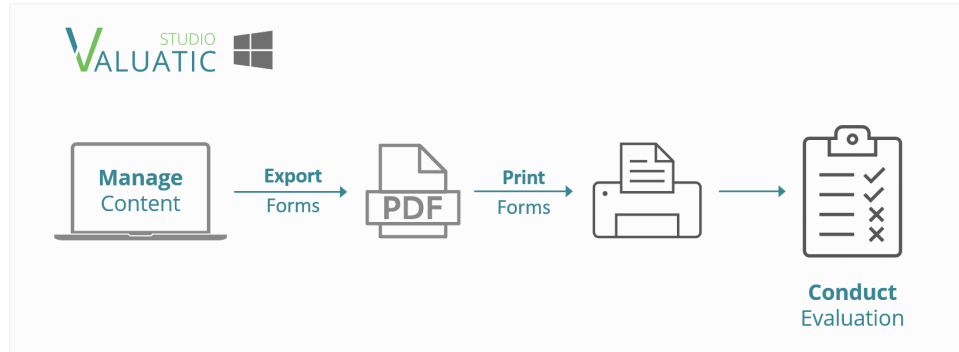 STUDIO
VALUATIC
Manage
Content
Export
Forms
PDF
Print
Forms
Conduct
Evaluation